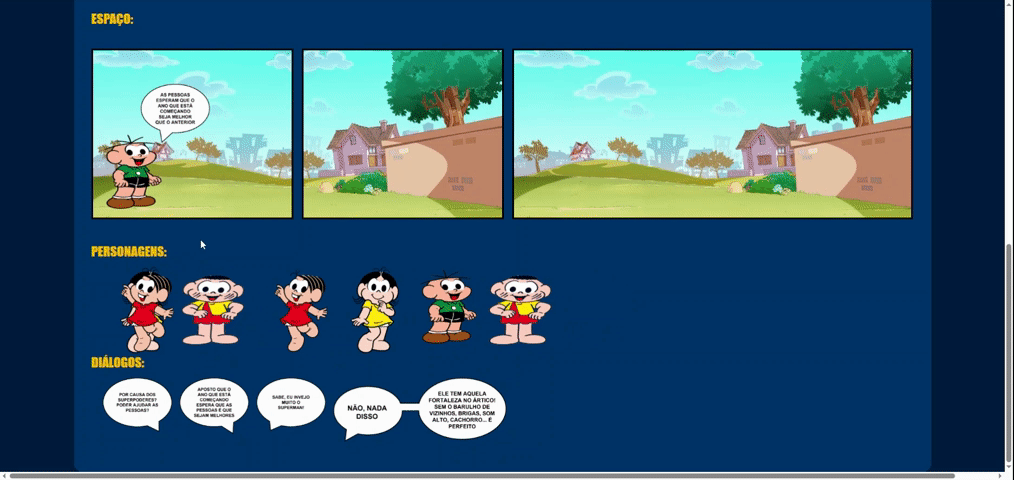 ESPAÇO:
AS PESSOAS
ESPERAM QUE O
ANO QUE ESTÁ
COMEÇANDO
SEJA MELHOR
QUE O ANTERIOR
PERSONAGENS:
DIÁLOGOS:
POR CAUSA DOS
SUPERPODERES?
PODER AJUDAR AS
PESSOAS?
APOSTO QUE O
ANO QUE ESTÁ
COMEÇANDO
ESPERA QUE AS
PESSOAS É QUE
SEJAM MELHORES
SABE, EU INVEJO
MUITO O
SUPERMAN!
NÃO, NADA
DISSO
ELE TEM AQUELA
FORTALEZA NO ÁRTICO!
SEM O BARULHO DE
VIZINHOS, BRIGAS, SOM
ALTO, CACHORRO... É
PERFEITO